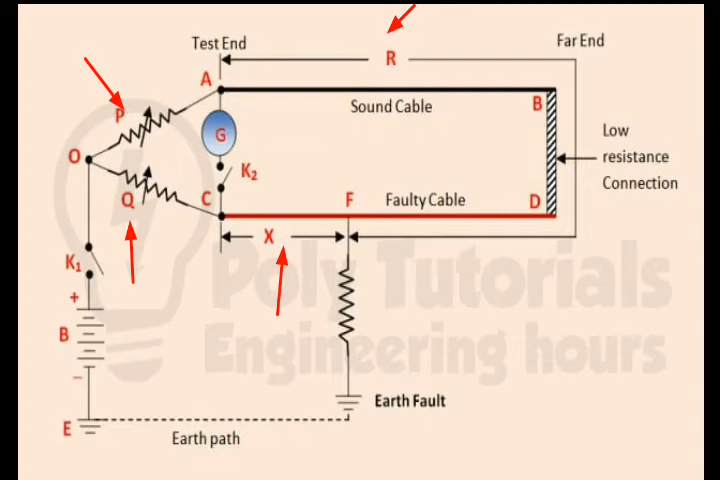 Test End
Far End
R
A
P
Sound Cable
B
G
Low
O
K2
resistance
Connection
Q
C
F
Faulty Cable
D
X
K1
Poly Tutorials
+
B
Engineering hours
−
Earth Fault
E
Earth path